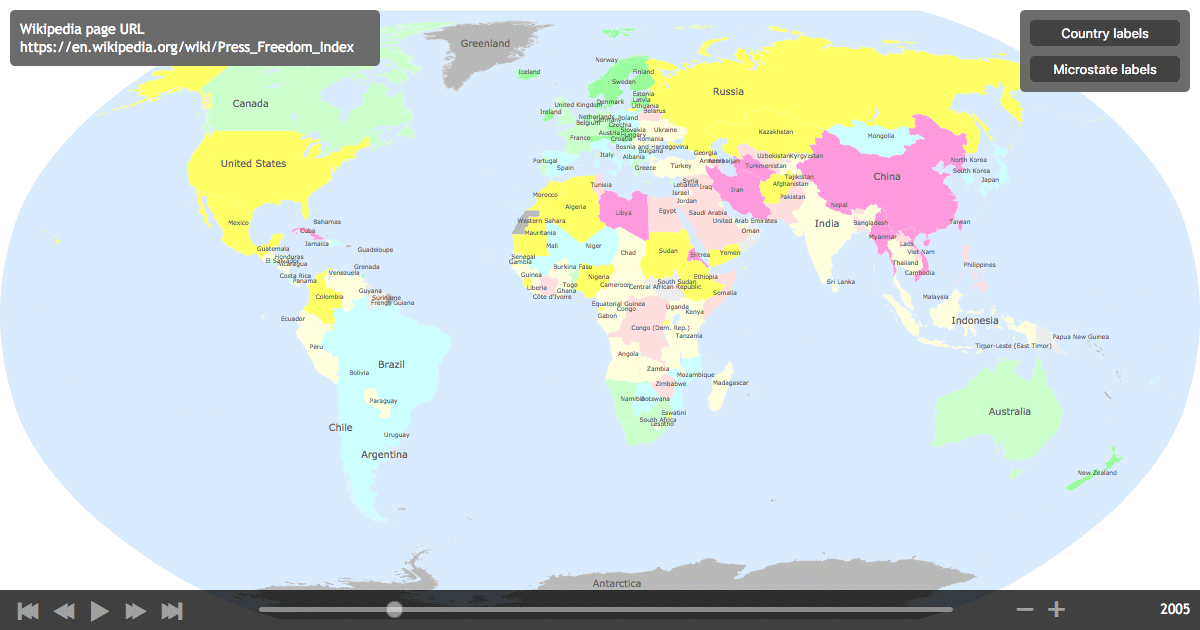 Wikipedia page URL
https://en.wikipedia.org/wiki/Press_Freedom_Index
Country labels
Microstate labels
Greenland
Iceland
Norway
Finland
Sweden
Russia
Canada
Estonia
Latvia
Lithuania
Denmark
United Kingdom
Ireland
Belarus
Netherlands
Poland
Belgium
Czechia
Ukraine
Kazakhstan
Mongolia
Austria
Slovakia
Hungary
France
Croatia
Romania
Bosnia and Herzegovina
Bulgaria
Georgia
Uzbekistan
Kyrgyzstan
North Korea
Italy
Albania
Azerbaijan
United States
Portugal
Spain
Greece
Turkey
Turkmenistan
South Korea
Tajikistan
China
Japan
Tunisia
Syria
Lebanon
Iraq
Iran
Afghanistan
Israel
Morocco
Jordan
Pakistan
Algeria
Libya
Egypt
Saudi Arabia
Nepal
Mexico
Bahamas
Western Sahara
United Arab Emirates
India
Bangladesh
Taiwan
Cuba
Mauritania
Oman
Myanmar
Jamaica
Mali
Niger
Chad
Sudan
Eritrea
Yemen
Laos
Viet Nam
Guatemala
Guadeloupe
Honduras
El Salvador
Nicaragua
Senegal
Gambia
Burkina Faso
Thailand
Philippines
Grenada
Cambodia
Costa Rica
Venezuela
Guinea
Nigeria
Ethiopia
Panama
Togo
Cameroon
South Sudan
Central African Republic
Sri Lanka
Guyana
Liberia
Ghana
Somalia
Colombia
Suriname
French Guiana
Côte d'Ivoire
Malaysia
Equatorial Guinea
Congo
Uganda
Kenya
Ecuador
Gabon
Indonesia
Congo (Dem. Rep.)
Tanzania
Papua New Guinea
Peru
Timor-Leste (East Timor)
Angola
Brazil
Zambia
Bolivia
Mozambique
Zimbabwe
Madagascar
Paraguay
Namibia
Botswana
Australia
Eswatini
South Africa
Lesotho
Chile
Uruguay
Argentina
New Zealand
Antarctica
2005